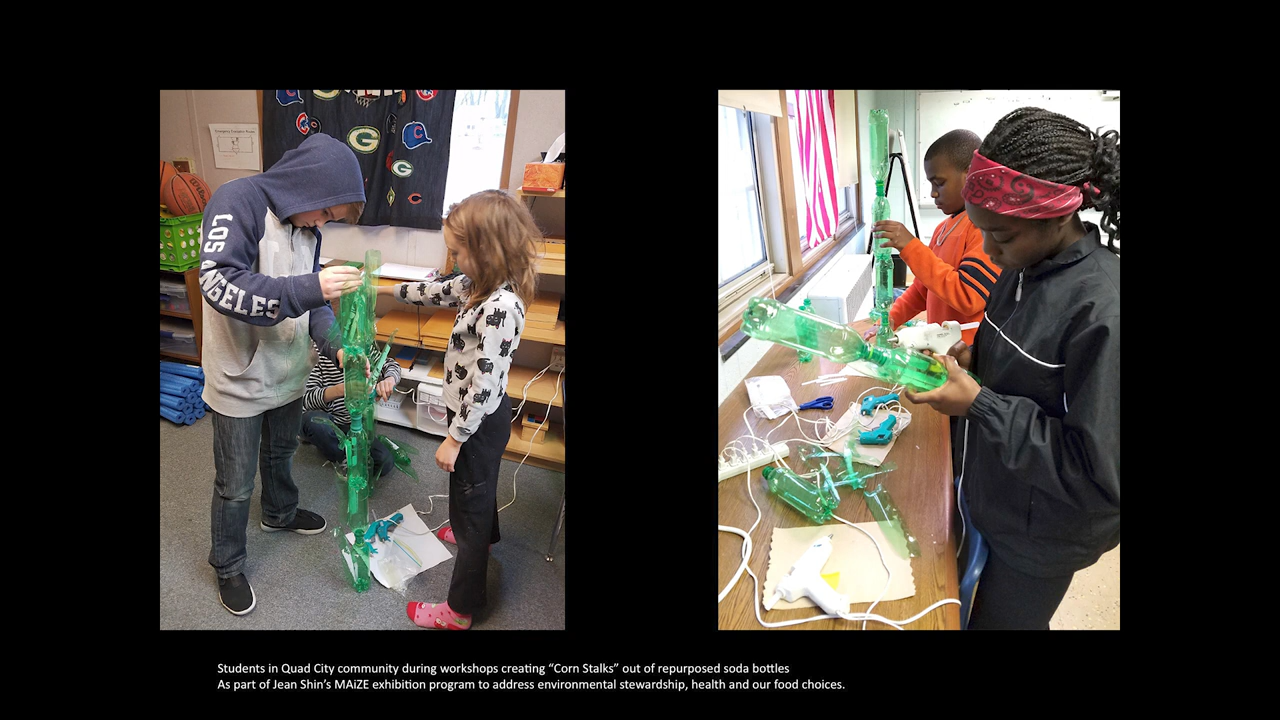 LOS
ANGELES
Students in Quad City community during workshops creating “Corn Stalks” out of repurposed soda bottles
As part of Jean Shin’s MAiZE exhibition program to address environmental stewardship, health and our food choices.